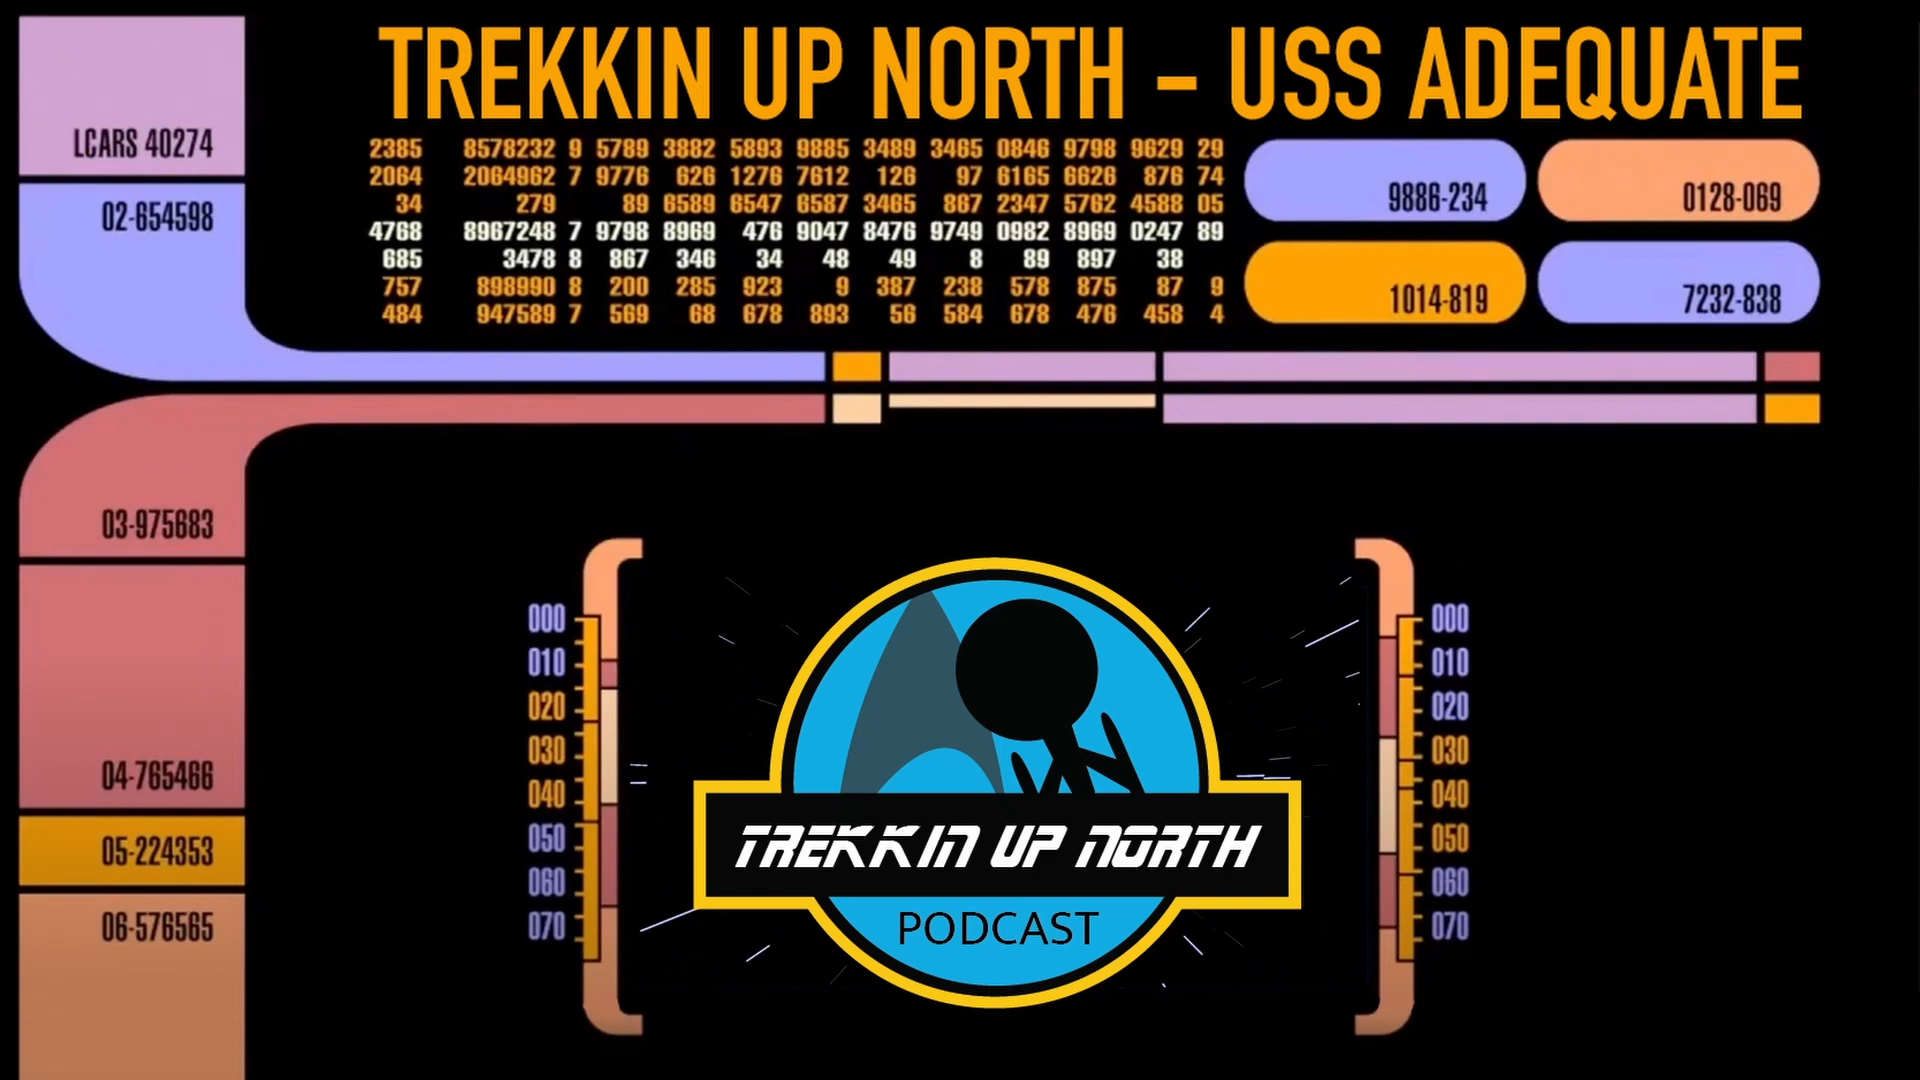 TREKKIN UP NORTH - USS ADEQUATE
LCARS 40274
02-654598
2385 8578232 9 5789 3882 5893 9885 3489 3465 0846 9798 9629 29
2064 2064962 7 9776 626 1276 7612 126 97 6165 6626 876 74
34 279 89 6589 6547 6587 3465 867 2347 5762 4588 05
4768 8967248 7 9798 8969 476 9047 8476 9749 0982 8969 0247 89
685 3478 8 867 346 34 48 49 8 89 897 38
757 898990 8 200 285 923 9 387 238 578 875 87 9
484 947589 7 569 68 678 893 56 584 678 476 458 4
9886-234
0128-069
1014-819
7232-838
03-975683
04-765466
05-224353
06-576565
000
010
020
030
040
050
060
070
TREKKIN UP NORTH
PODCAST
000
010
020
030
040
050
060
070